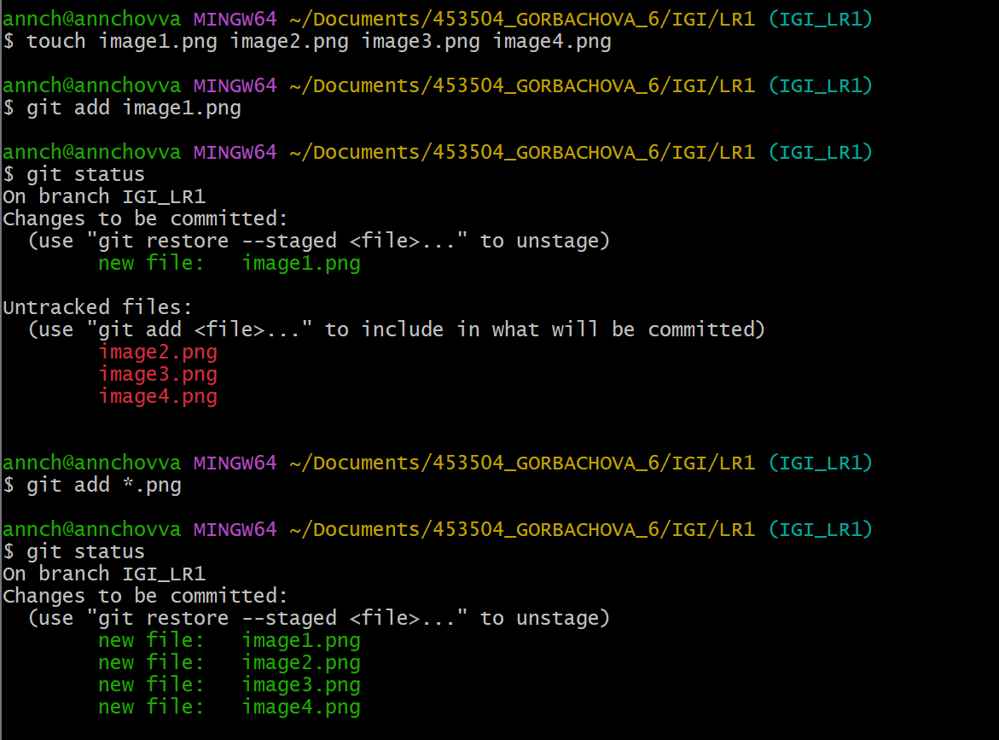 annch@annchovva MINGW64 ~/Documents/453504_GORBACHOVA_6/IGI/LR1 (IGI_LR1)
$ touch image1.png image2.png image3.png image4.png
annch@annchovva MINGW64 ~/Documents/453504_GORBACHOVA_6/IGI/LR1 (IGI_LR1)
$ git add image1.png
annch@annchovva MINGW64 ~/Documents/453504_GORBACHOVA_6/IGI/LR1 (IGI_LR1)
$ git status
On branch IGI_LR1
Changes to be committed:
  (use "git restore --staged <file>..." to unstage)
        new file:   image1.png
Untracked files:
  (use "git add <file>..." to include in what will be committed)
        image2.png
        image3.png
        image4.png
annch@annchovva MINGW64 ~/Documents/453504_GORBACHOVA_6/IGI/LR1 (IGI_LR1)
$ git add *.png
annch@annchovva MINGW64 ~/Documents/453504_GORBACHOVA_6/IGI/LR1 (IGI_LR1)
$ git status
On branch IGI_LR1
Changes to be committed:
  (use "git restore --staged <file>..." to unstage)
        new file:   image1.png
        new file:   image2.png
        new file:   image3.png
        new file:   image4.png